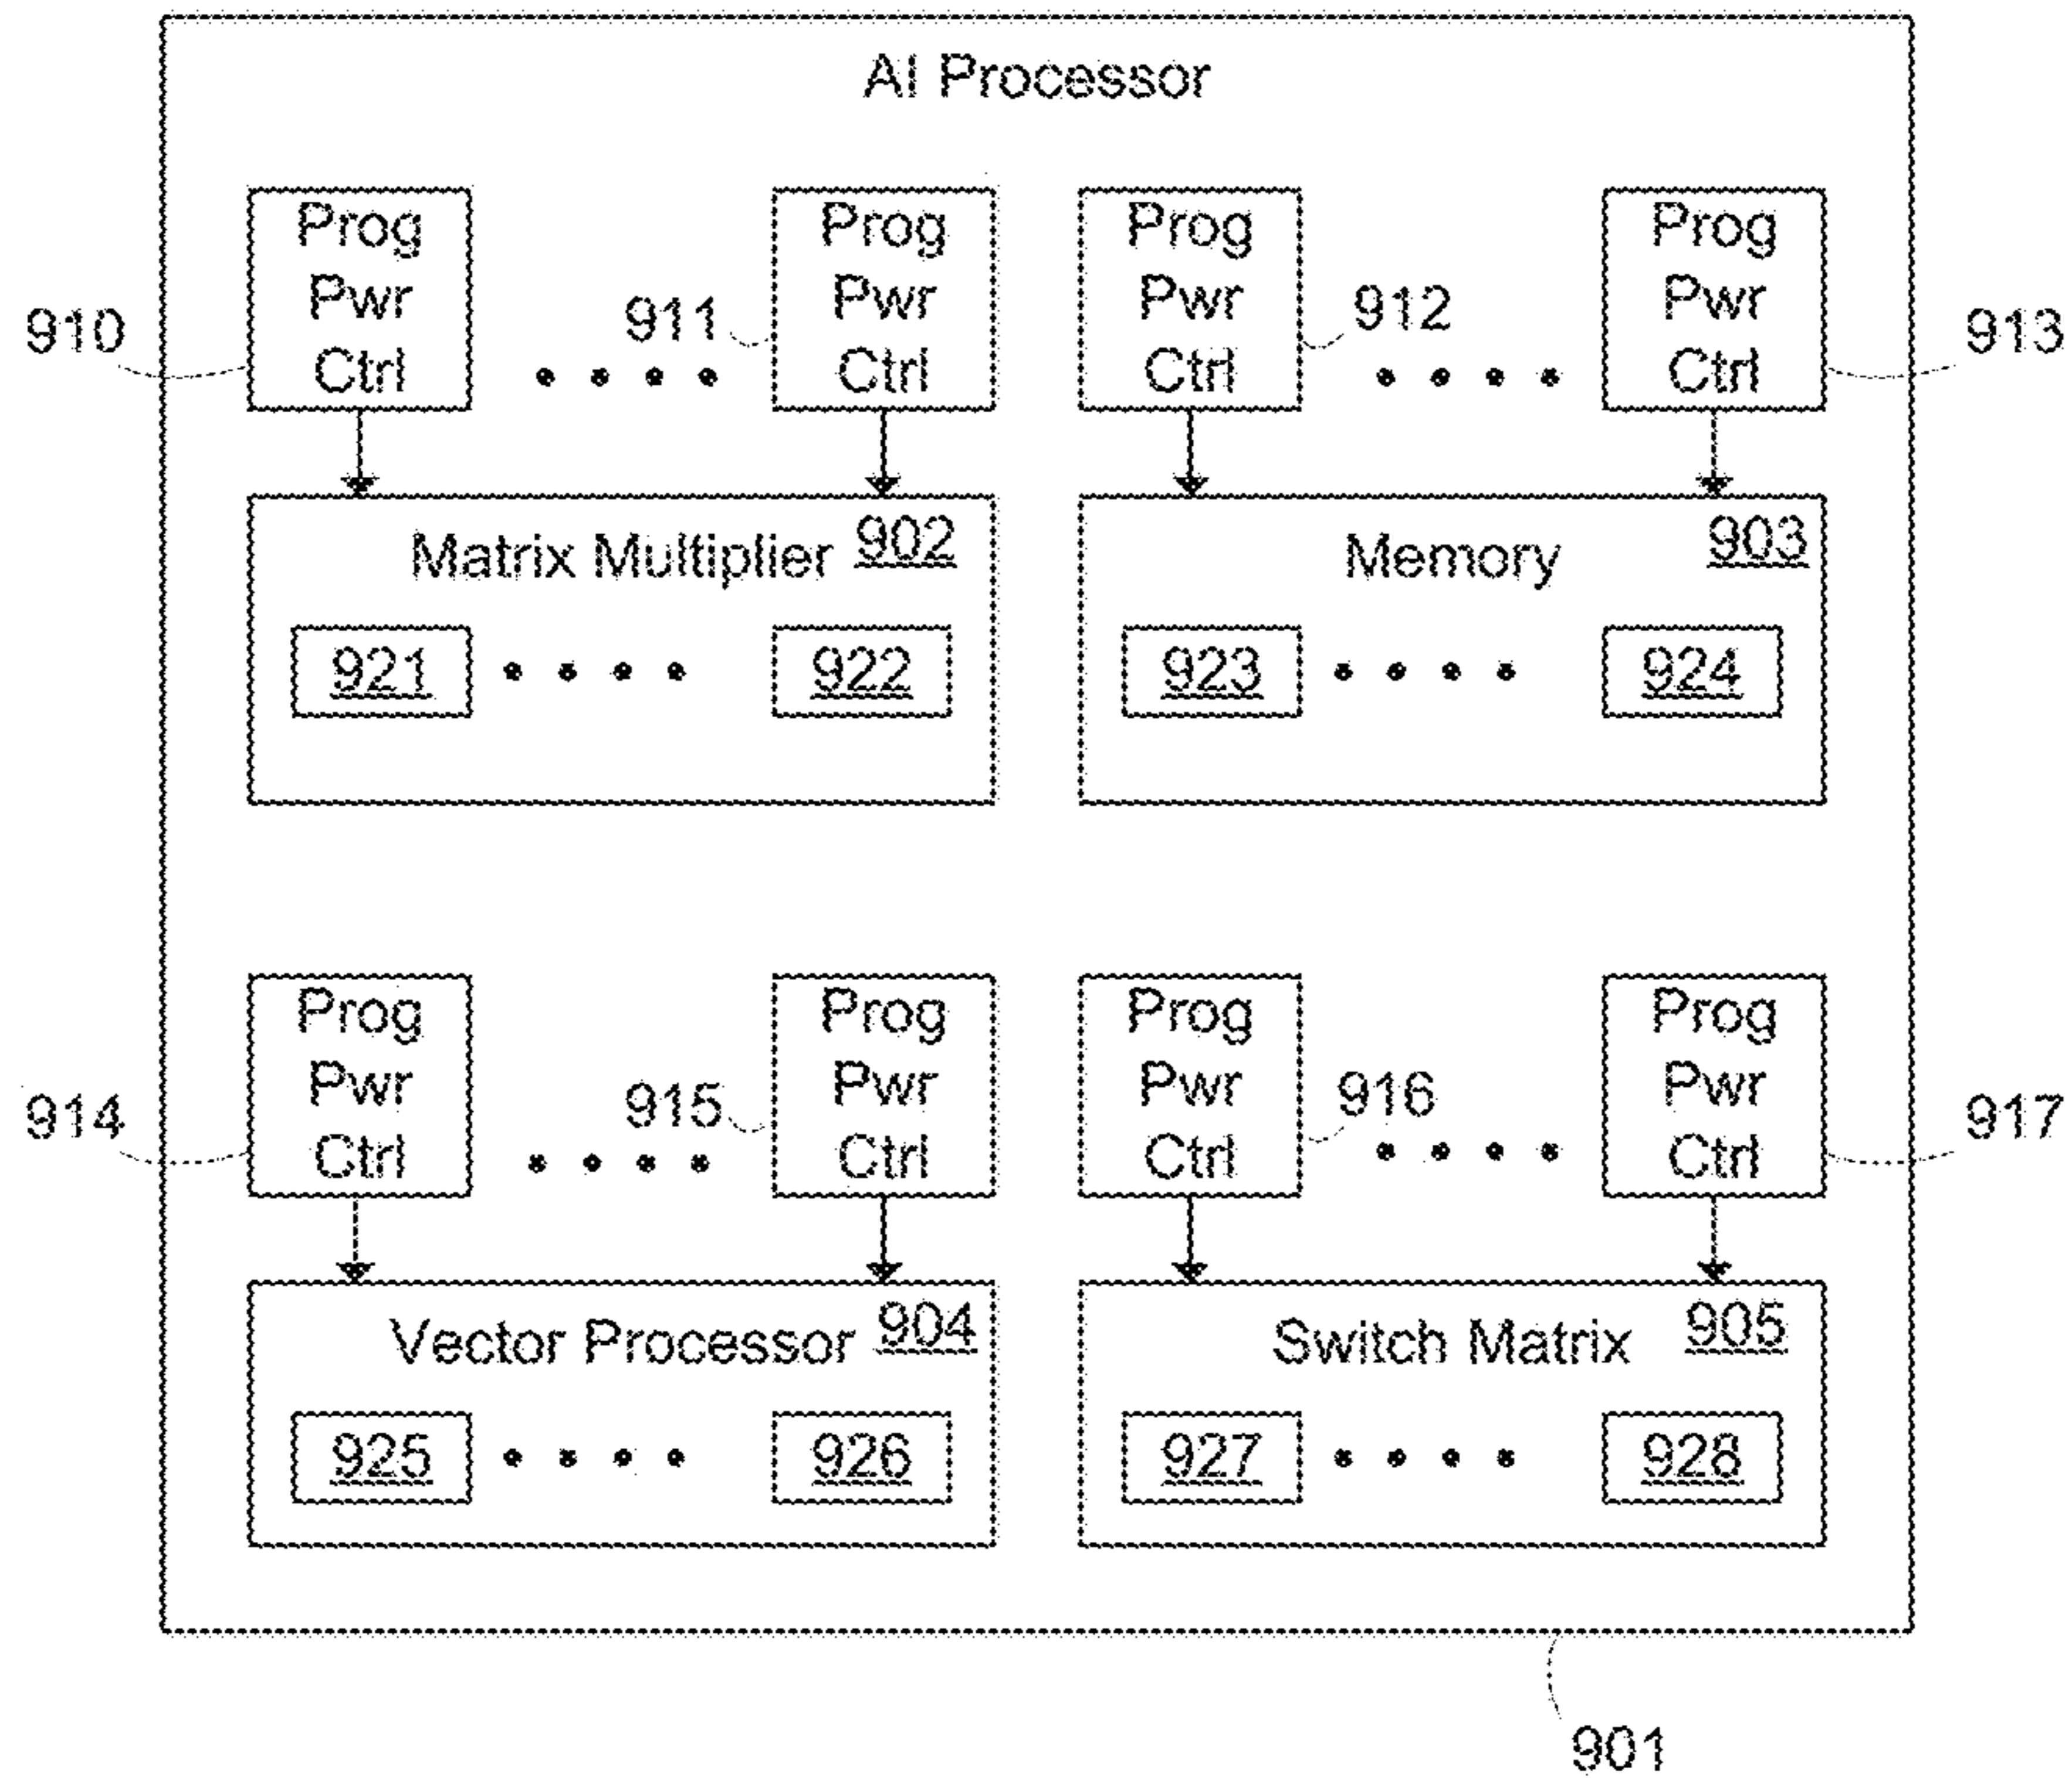 AI Processor
Prog Prog Prog Prog
Pwr Pwr Pwr Pwr
910 911 912 913
Ctrl Ctrl Ctrl Ctrl
Matrix Multiplier 902 Memory 903
921 922 923 924
Prog Prog Prog Prog
Pwr Pwr Pwr Pwr
914 915 916 917
Ctrl Ctrl Ctrl Ctrl
Vector Processor 904 Switch Matrix 905
925 926 927 928
901